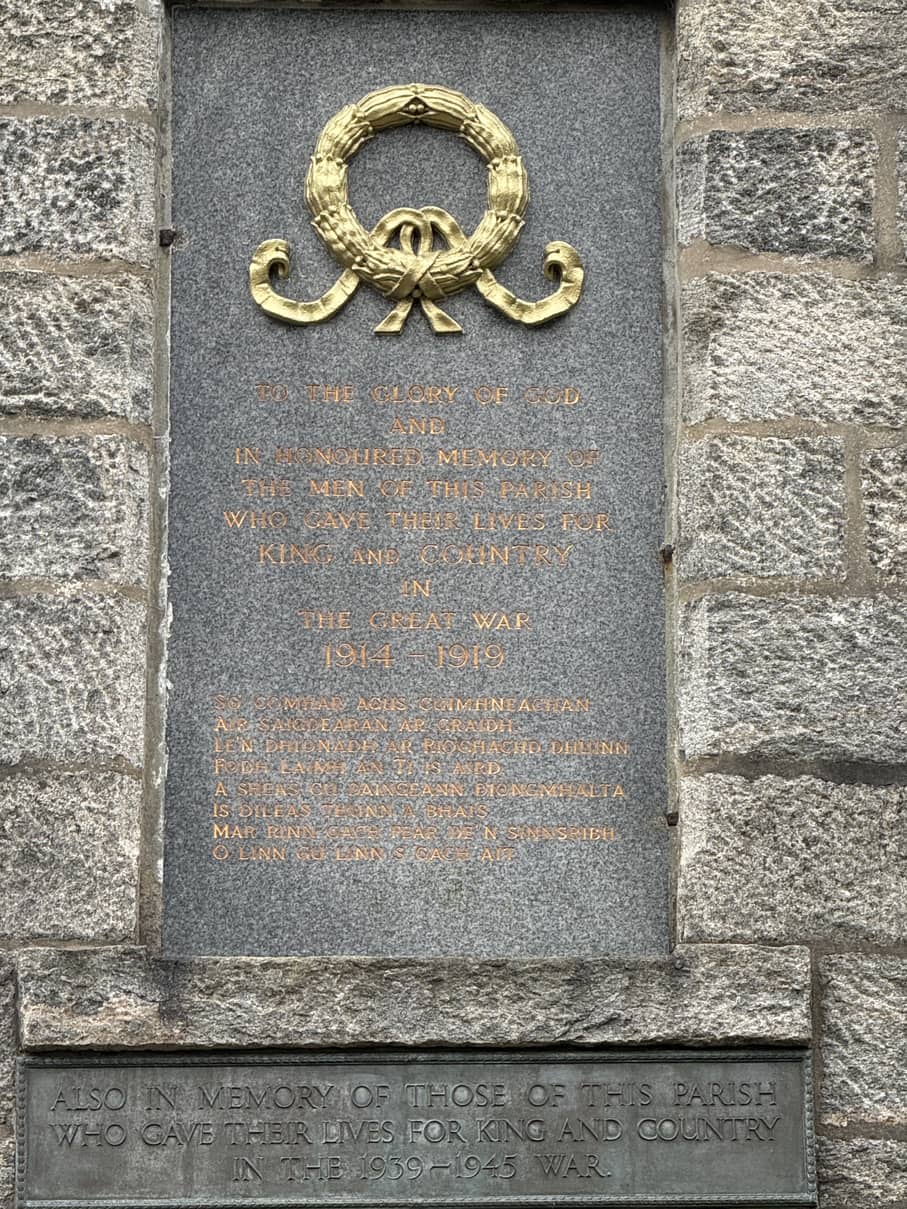 TO THE GLORY OF GOD
AND
IN HONOURED MEMORY OF
THE MEN OF THIS PARISH
WHO GAVE THEIR LIVES FOR
KING AND COUNTRY
IN
THE GREAT WAR
1914 – 1919
SO COMHAR AGUS CUIMHNEACHAN
AIR SAIGDEARAN AR GRAIDH.
LE'N DHIONADH AR RIOGHACHD DHUINN
FODH LAIMH AN TI IS AIRD.
A SHEAS GU DAINGEANN DIONGMHALTA
IS DILEAS THUINN A BHAIS
MAR RINN GACH FEAR DE'N SINNSRIBH
O LINN GU LINN 'S GACH AIT.
ALSO IN MEMORY OF THOSE OF THIS PARISH
WHO GAVE THEIR LIVES FOR KING AND COUNTRY
IN THE 1939–1945 WAR.